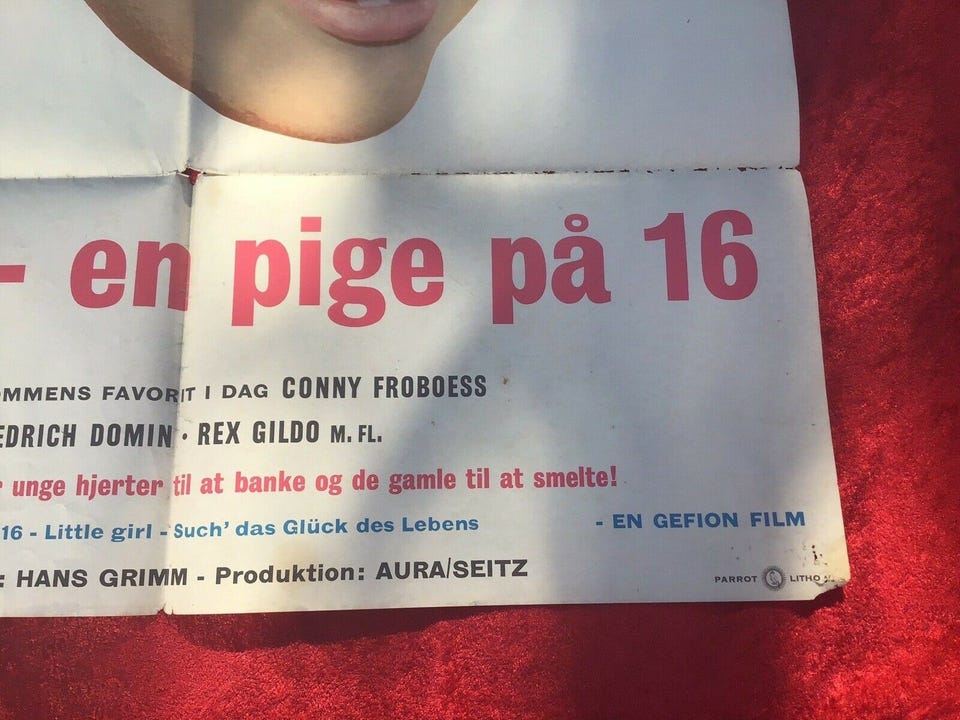 - en pige på 16
OMMENS FAVORIT I DAG CONNY FROBOESS
EDRICH DOMIN · REX GILDO M. FL.
r unge hjerter til at banke og de gamle til at smelte!
16 - Little girl - Such' das Glück des Lebens - EN GEFION FILM
: HANS GRIMM - Produktion: AURA/SEITZ
PARROT LITHO